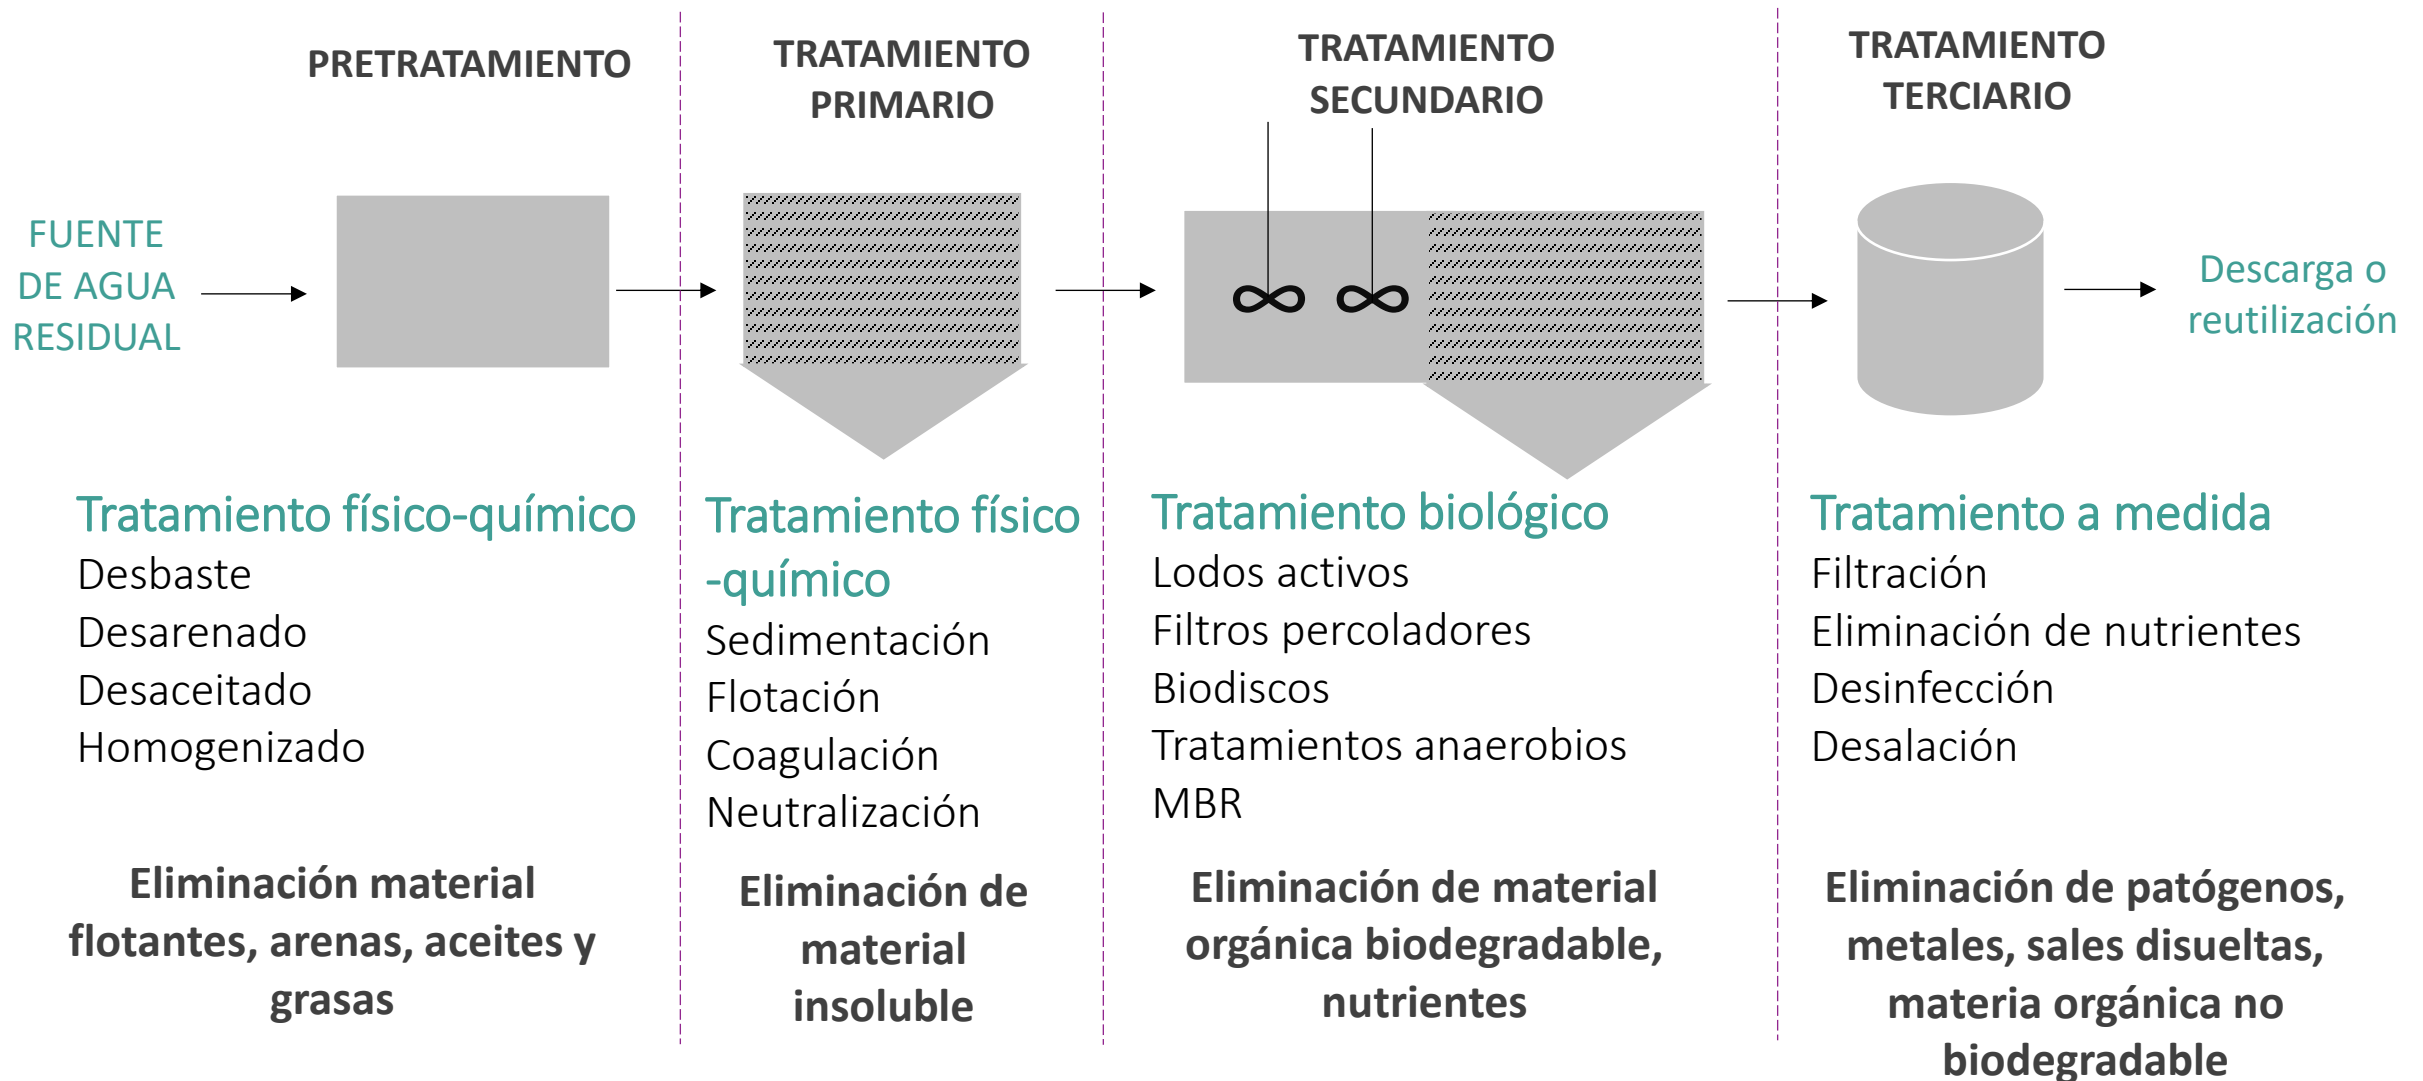 PRETRATAMIENTO
TRATAMIENTO
PRIMARIO
TRATAMIENTO
SECUNDARIO
TRATAMIENTO
TERCIARIO
FUENTE
DE AGUA
RESIDUAL
Descarga o
reutilización
Tratamiento físico-químico
Desbaste
Desarenado
Desaceitado
Homogenizado
Eliminación material
flotantes, arenas, aceites y
grasas
Tratamiento físico
-químico
Sedimentación
Flotación
Coagulación
Neutralización
Eliminación de
material
insoluble
Tratamiento biológico
Lodos activos
Filtros percoladores
Biodiscos
Tratamientos anaerobios
MBR
Eliminación de material
orgánica biodegradable,
nutrientes
Tratamiento a medida
Filtración
Eliminación de nutrientes
Desinfección
Desalación
Eliminación de patógenos,
metales, sales disueltas,
materia orgánica no
biodegradable